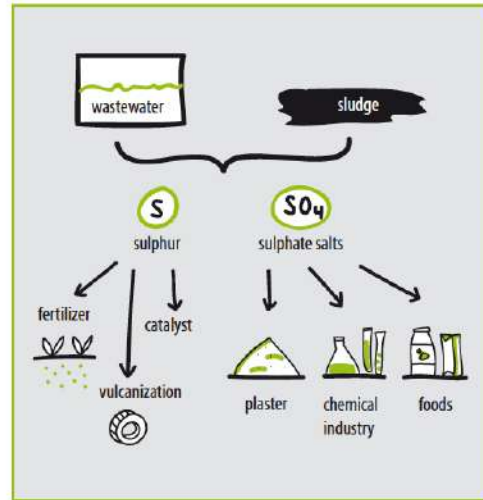 wastewater
sludge
S
SO4
sulphur
sulphate salts
fertilizer
catalyst
vulcanization
plaster
chemical
industry
foods